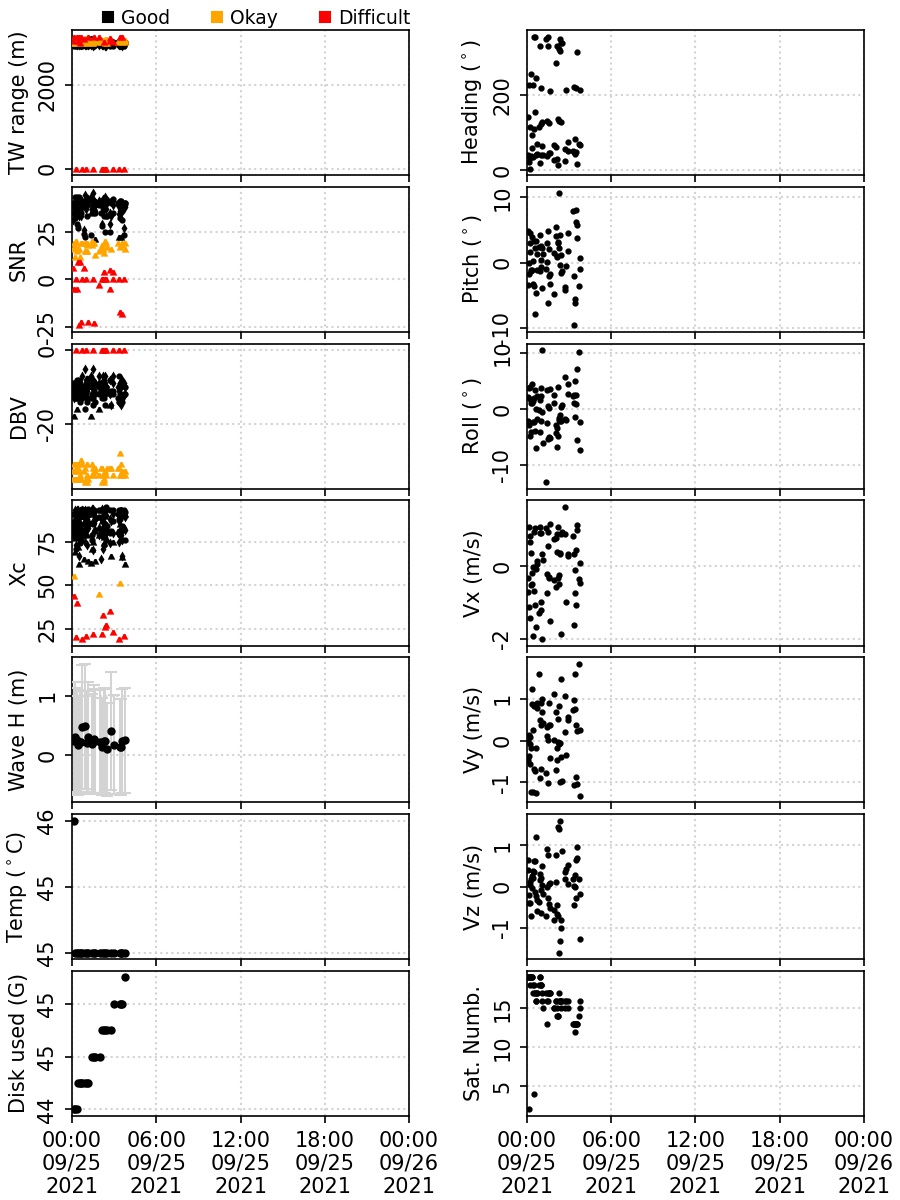 Good Okay Difficult
TW range (m)
2000
0
SNR
25
0
-25
DBV
0
-20
Xc
75
50
25
Wave H (m)
1
0
Temp (°C)
46
45
45
Disk used (G)
45
45
44
00:00 06:00 12:00 18:00 00:00
09/25 09/25 09/25 09/25 09/26
2021 2021 2021 2021 2021
Heading (°)
200
0
Pitch (°)
10
0
-10
Roll (°)
10
0
-10
Vx (m/s)
0
-2
Vy (m/s)
1
0
-1
Vz (m/s)
1
0
-1
Sat. Numb.
15
10
5
00:00 06:00 12:00 18:00 00:00
09/25 09/25 09/25 09/25 09/26
2021 2021 2021 2021 2021